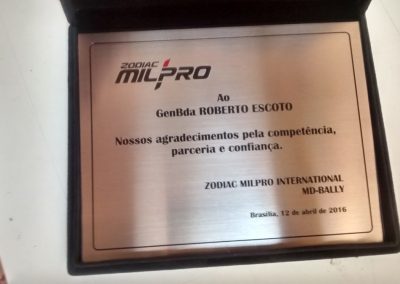 ZODIAC
MILPRO
Ao
GenBda ROBERTO ESCOTO
Nossos agradecimentos pela competência,
parceria e confiança.
ZODIAC MILPRO INTERNATIONAL
MD-BALLY
Brasília, 12 de abril de 2016